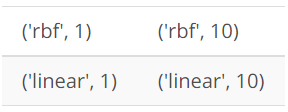 ('rbf', 1) ('rbf', 10)
('linear', 1) ('linear', 10)